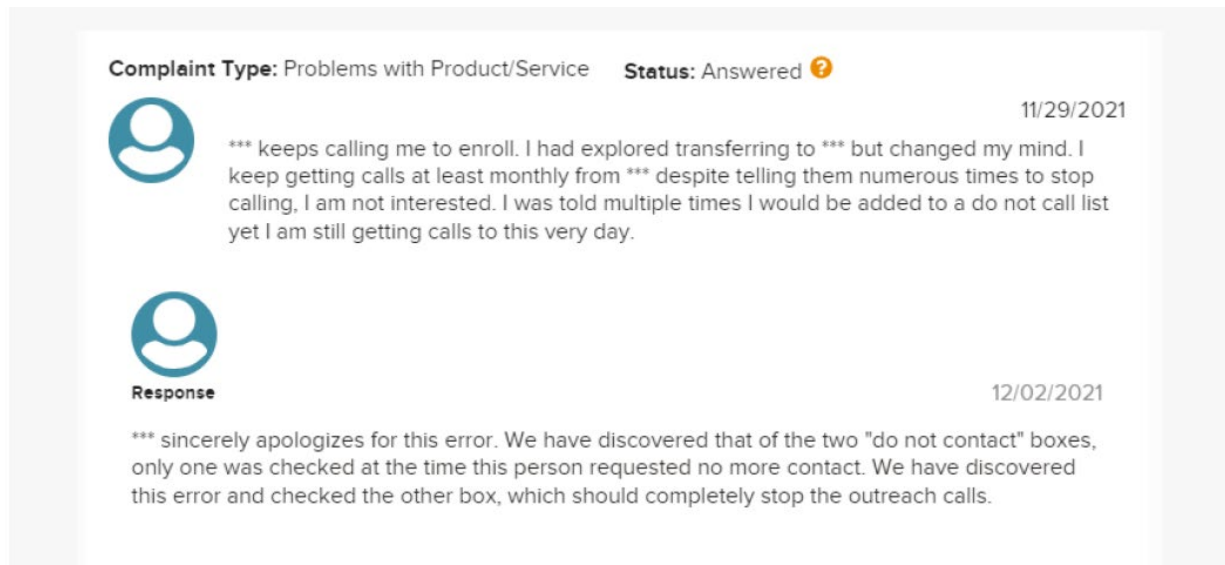 Complaint Type: Problems with Product/Service Status: Answered ?
11/29/2021
*** keeps calling me to enroll. I had explored transferring to *** but changed my mind. I
keep getting calls at least monthly from *** despite telling them numerous times to stop
calling, I am not interested. I was told multiple times I would be added to a do not call list
yet I am still getting calls to this very day.
Response
12/02/2021
*** sincerely apologizes for this error. We have discovered that of the two "do not contact" boxes,
only one was checked at the time this person requested no more contact. We have discovered
this error and checked the other box, which should completely stop the outreach calls.